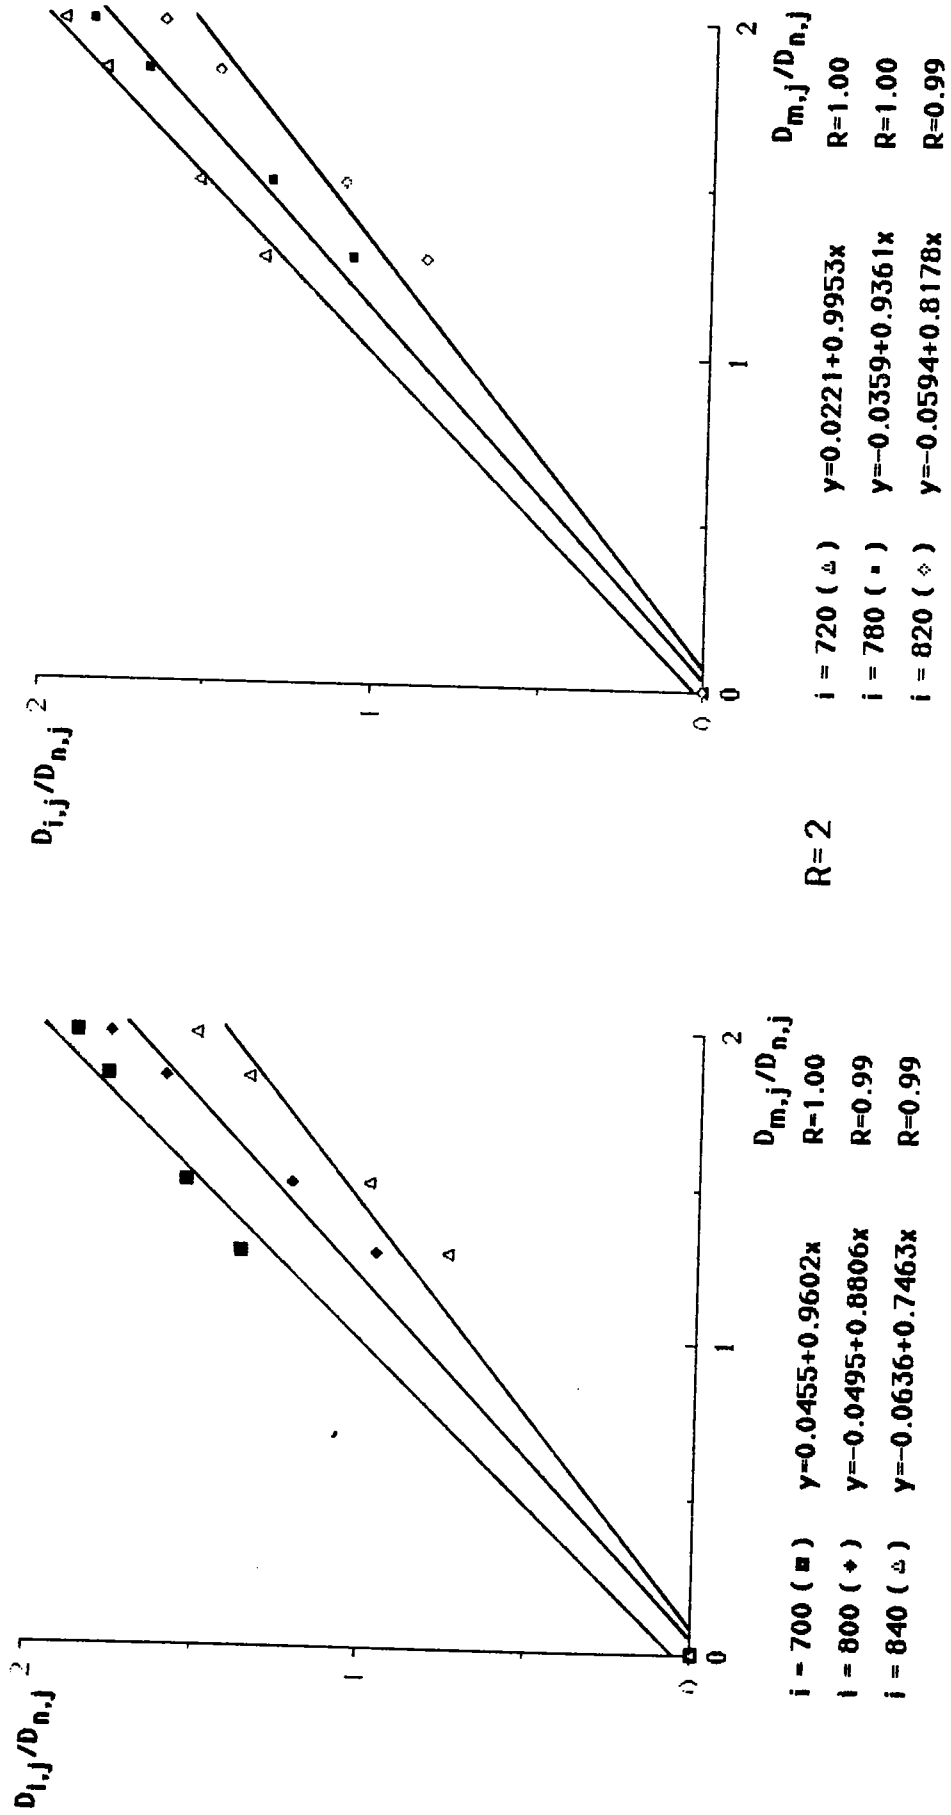 D_{i,j}/D_{n,j}
2
1
0
0
1
2
D_{m,j}/D_{n,j}
i = 700 ( ■ ) y=0.0455+0.9602x R=1.00
i = 800 ( ◆ ) y=-0.0495+0.8806x R=0.99
i = 840 ( △ ) y=-0.0636+0.7463x R=0.99
R=2
D_{i,j}/D_{n,j}
2
1
0
0
1
2
D_{m,j}/D_{n,j}
i = 720 ( △ ) y=0.0221+0.9953x R=1.00
i = 780 ( ▪ ) y=-0.0359+0.9361x R=1.00
i = 820 ( ◇ ) y=-0.0594+0.8178x R=0.99